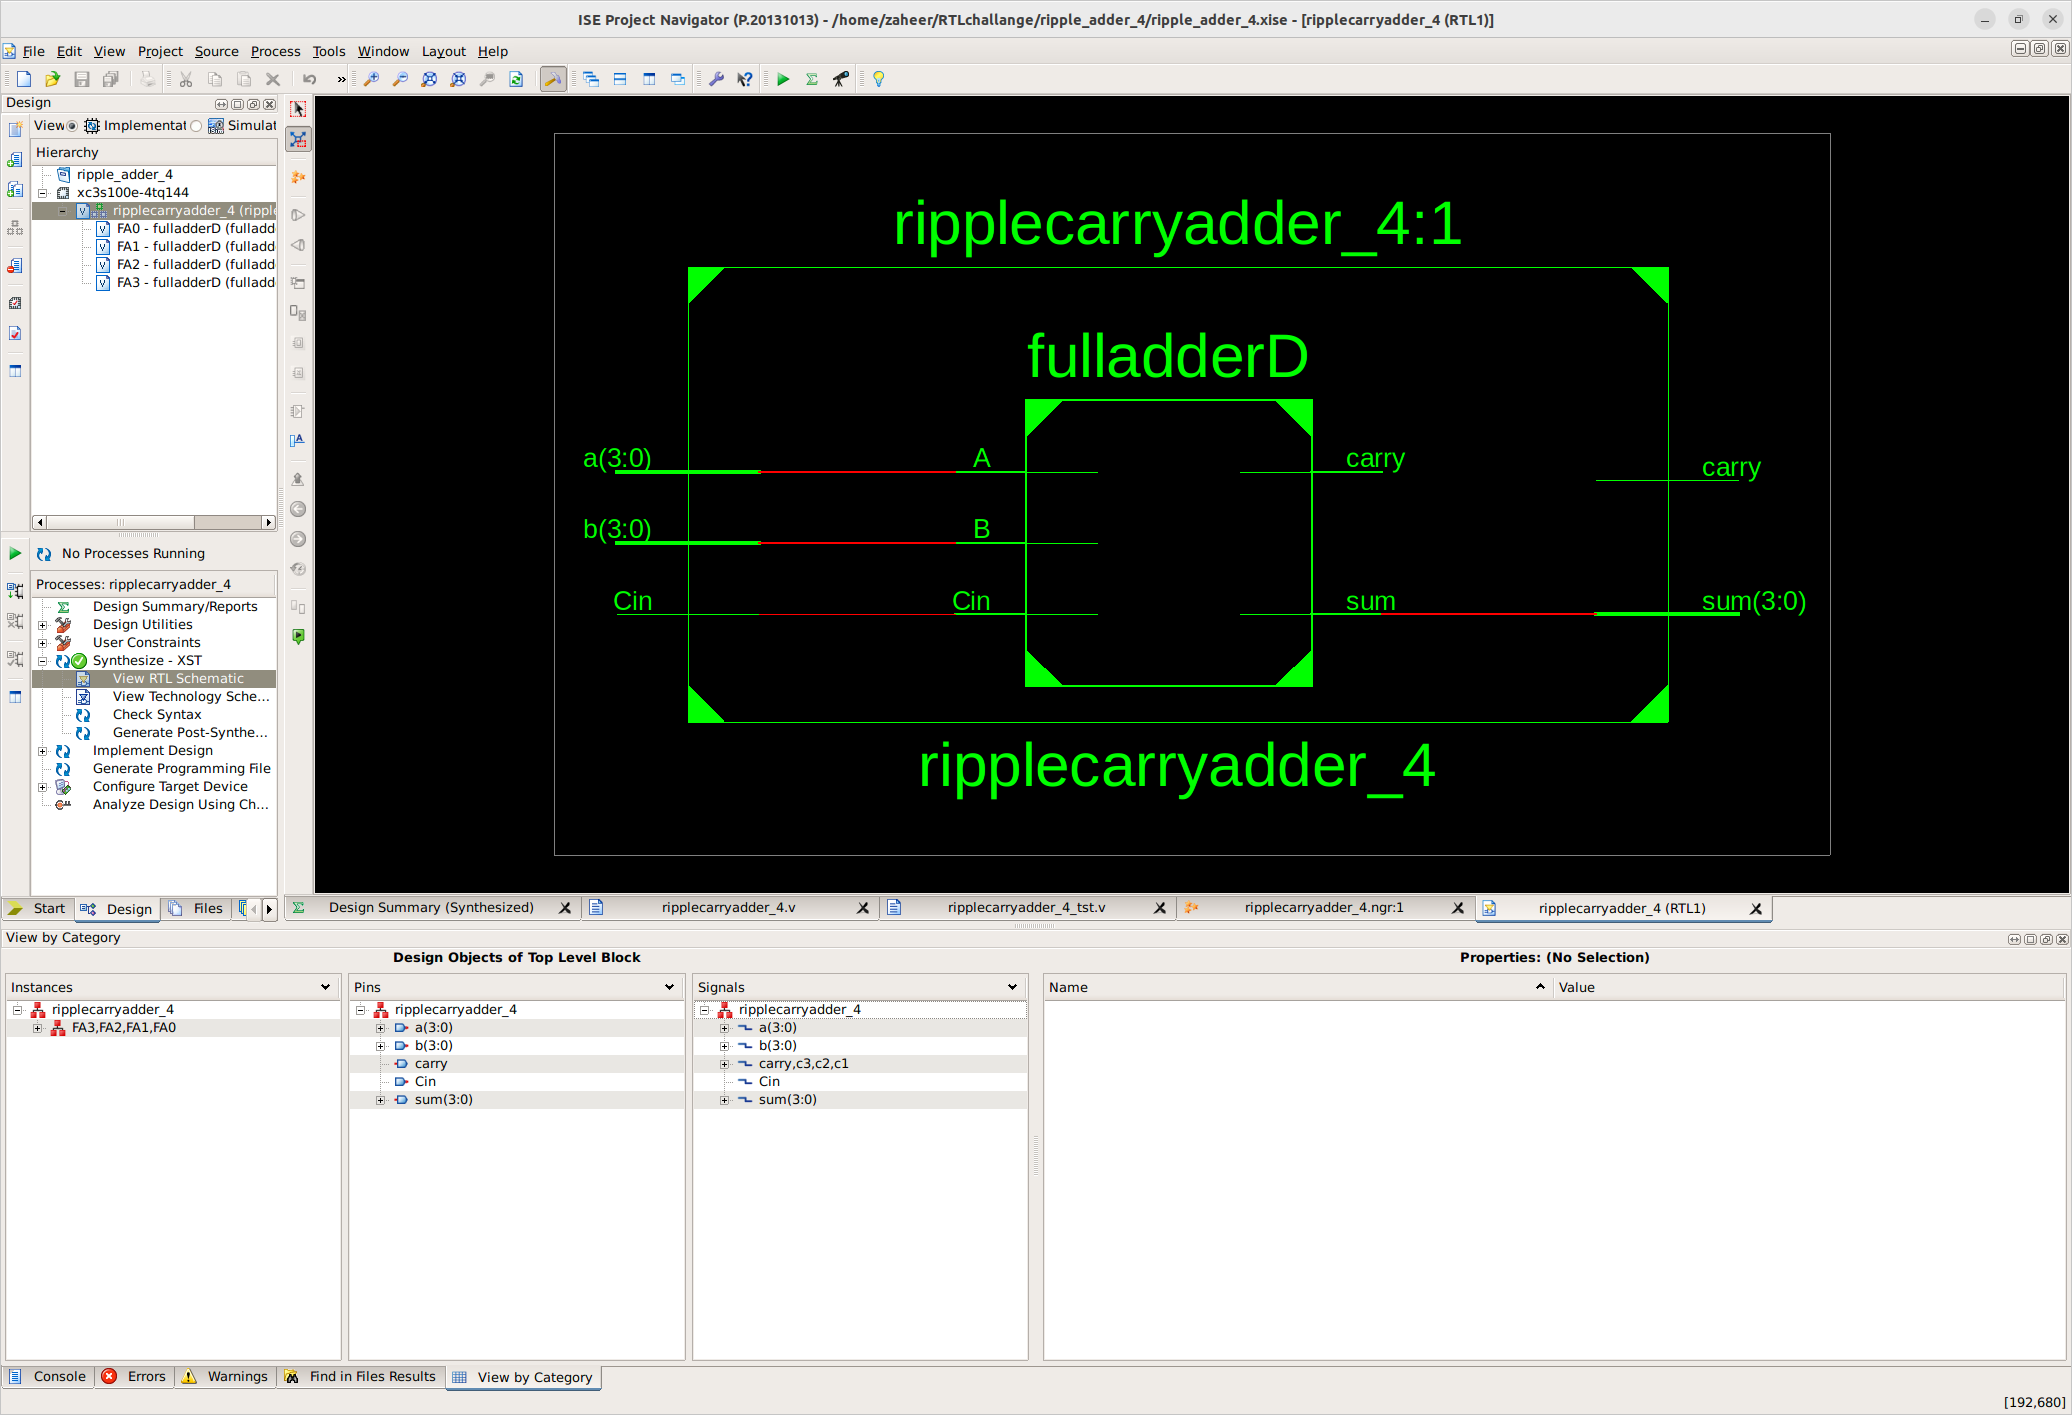 ISE Project Navigator (P.20131013) - /home/zaheer/RTLchallange/ripple_adder_4/ripple_adder_4.xise - [ripplecarryadder_4 (RTL1)]
File Edit View Project Source Process Tools Window Layout Help
»
Design
View Implementat Simulat
Hierarchy
ripple_adder_4
xc3s100e-4tq144
ripplecarryadder_4 (ripple
FA0 - fulladderD (fulladd
FA1 - fulladderD (fulladd
FA2 - fulladderD (fulladd
FA3 - fulladderD (fulladd
No Processes Running
Processes: ripplecarryadder_4
Design Summary/Reports
Design Utilities
User Constraints
Synthesize - XST
View RTL Schematic
View Technology Sche...
Check Syntax
Generate Post-Synthe...
Implement Design
Generate Programming File
Configure Target Device
Analyze Design Using Ch...
Start Design Files
ripplecarryadder_4:1
fulladderD
a(3:0) A carry carry
b(3:0) B
Cin Cin sum sum(3:0)
ripplecarryadder_4
Design Summary (Synthesized) ripplecarryadder_4.v ripplecarryadder_4_tst.v ripplecarryadder_4.ngr:1 ripplecarryadder_4 (RTL1)
View by Category
Design Objects of Top Level Block
Properties: (No Selection)
Instances
ripplecarryadder_4
FA3,FA2,FA1,FA0
Pins
ripplecarryadder_4
a(3:0)
b(3:0)
carry
Cin
sum(3:0)
Signals
ripplecarryadder_4
a(3:0)
b(3:0)
carry,c3,c2,c1
Cin
sum(3:0)
Name Value
Console Errors Warnings Find in Files Results View by Category
[192,680]